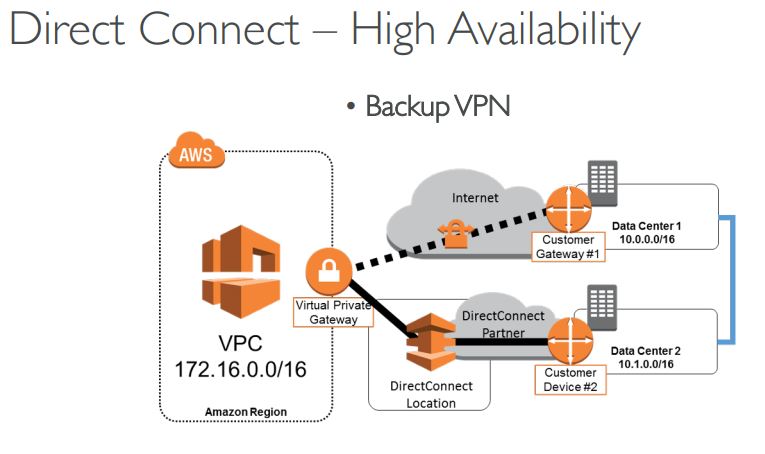 Direct Connect – High Availability
• Backup VPN
AWS
Internet
Data Center 1
10.0.0.0/16
Customer
Gateway #1
Virtual Private
Gateway
DirectConnect
Partner
VPC
172.16.0.0/16
Data Center 2
10.1.0.0/16
Customer
Device #2
DirectConnect
Location
Amazon Region